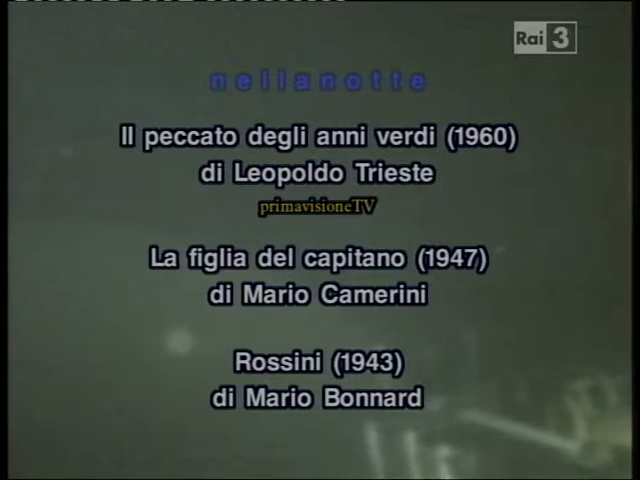 Rai 3
nellanotte
Il peccato degli anni verdi (1960)
di Leopoldo Trieste
primavisioneTV
La figlia del capitano (1947)
di Mario Camerini
Rossini (1943)
di Mario Bonnard